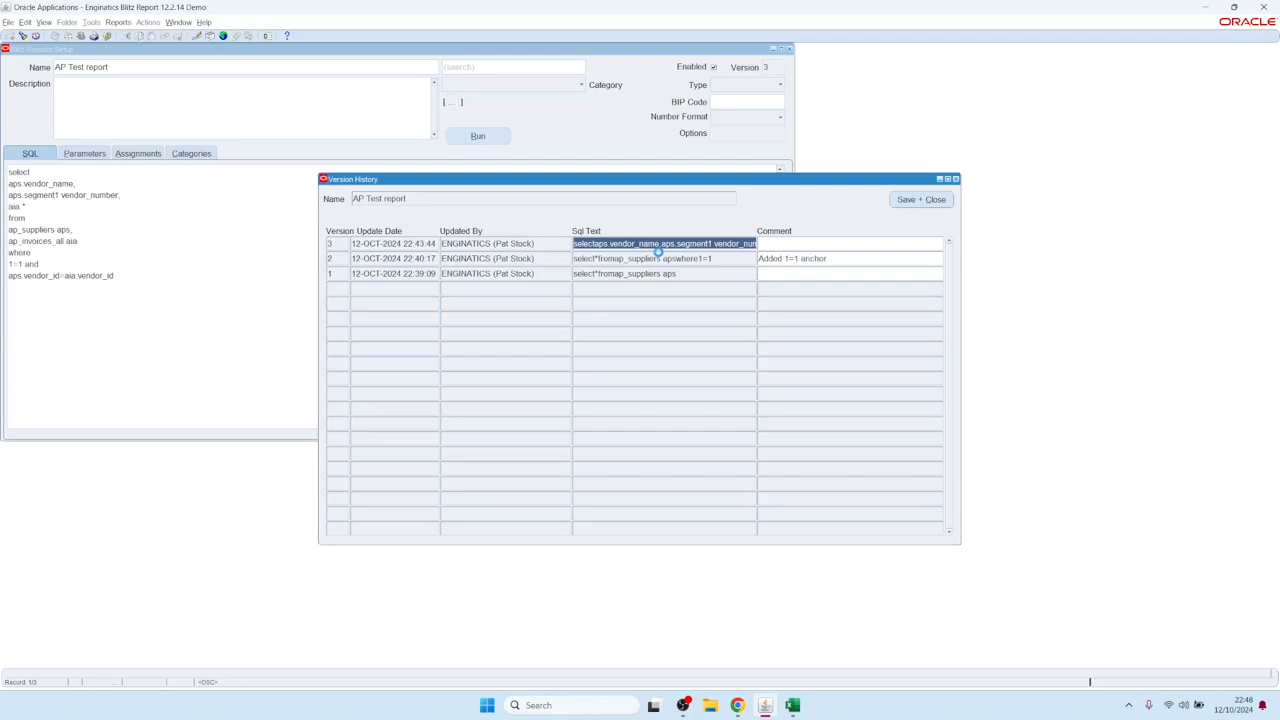 Oracle Applications - Enginatics Blitz Report 12.2.14 Demo
File Edit View Folder Tools Reports Actions Window Help
ORACLE
Blitz Reports Setup
Name AP Test report (search) Enabled Version 3
Description Category Type
[ ... ] BIP Code
Number Format
Run Options
SQL Parameters Assignments Categories
select
aps.vendor_name,
aps.segment1 vendor_number,
aia.*
from
ap_suppliers aps,
ap_invoices_all aia
where
1=1 and
aps.vendor_id=aia.vendor_id
Version History
Name AP Test report Save + Close
Version Update Date Updated By Sql Text Comment
3 12-OCT-2024 22:43:44 ENGINATICS (Pat Stock) selectaps.vendor_name,aps.segment1 vendor_num
2 12-OCT-2024 22:40:17 ENGINATICS (Pat Stock) select*fromap_suppliers apswhere1=1 Added 1=1 anchor
1 12-OCT-2024 22:39:09 ENGINATICS (Pat Stock) select*fromap_suppliers aps
Record: 1/3 ... <OSC>
Search
22:48
12/10/2024